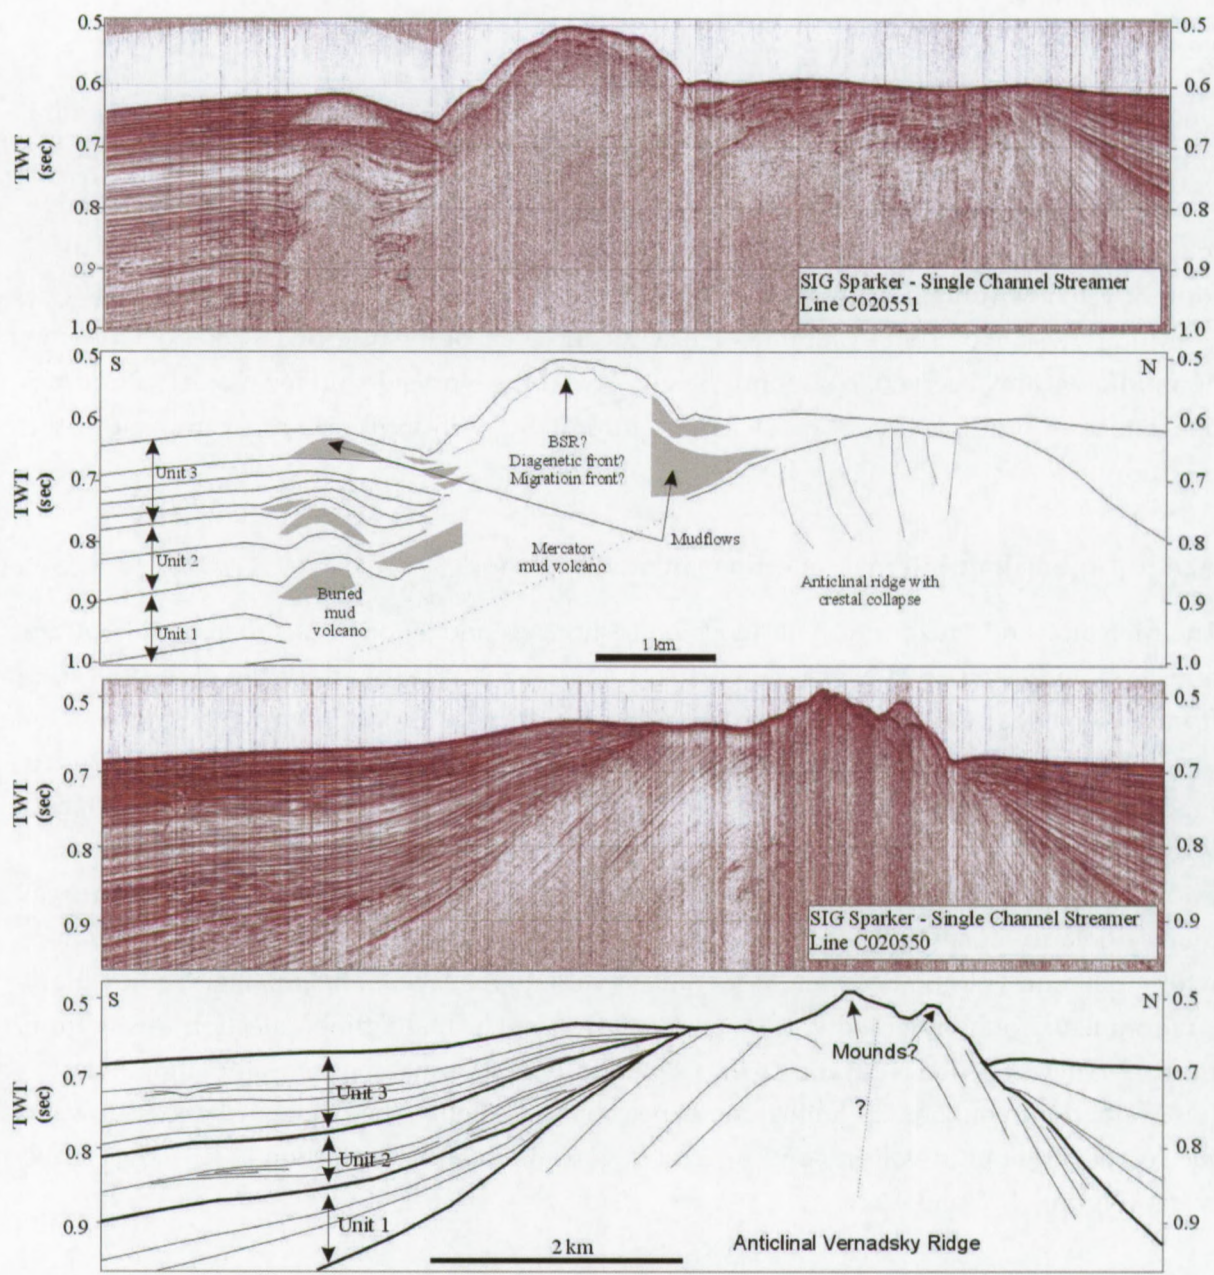 0.5
0.5
0.6
0.6
0.7
0.7
TWT
(sec)
0.8
0.8
0.9
0.9
SIG Sparker - Single Channel Streamer
Line C020551
1.0
1.0
0.5
S
N
0.5
0.6
0.6
BSR?
Diagenetic front?
Migratioin front?
Unit 3
0.7
0.7
TWT
(sec)
Mudflows
0.8
0.8
Unit 2
Mercator
mud volcano
Anticlinal ridge with
crestal collapse
0.9
0.9
Buried
mud
volcano
Unit 1
1 km
1.0
1.0
0.5
0.5
0.7
0.7
TWT
(sec)
0.8
0.8
SIG Sparker - Single Channel Streamer
Line C020550
0.9
0.9
0.5
S
N
0.5
Mounds?
0.7
0.7
Unit 3
TWT
(sec)
?
0.8
0.8
Unit 2
0.9
0.9
Unit 1
2 km
Anticlinal Vernadsky Ridge